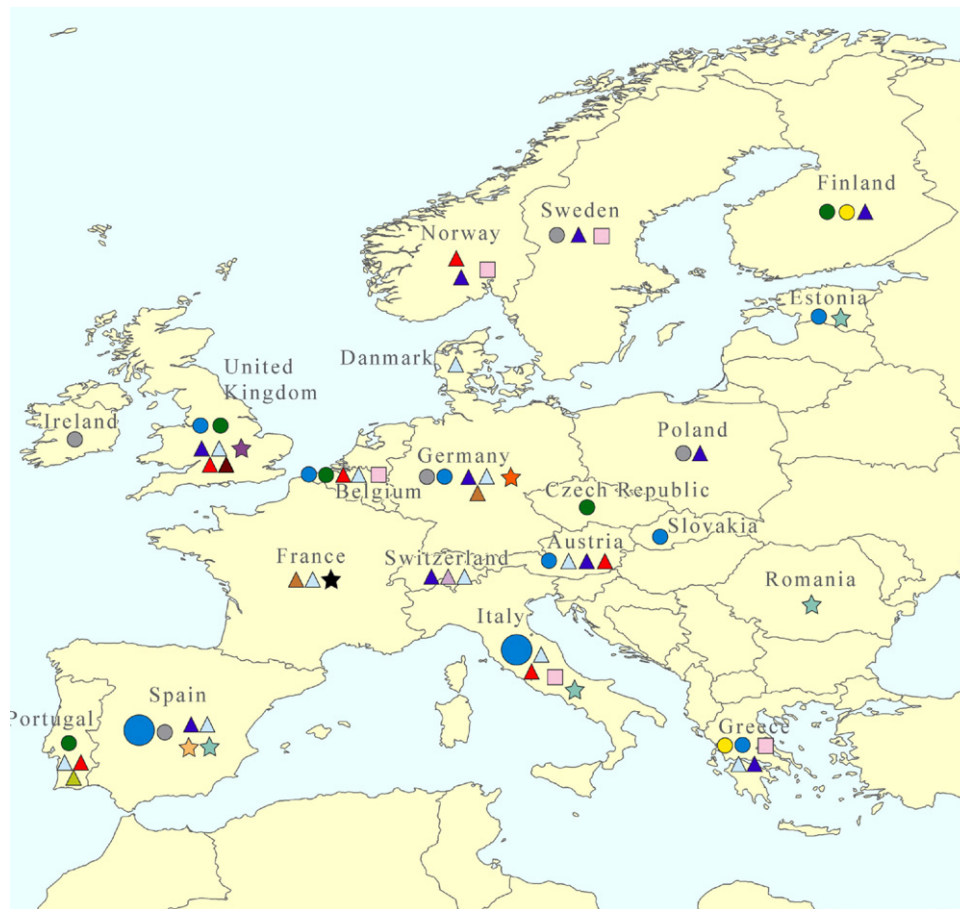 Finland
Sweden
Norway
Estonia
Danmark
United
Kingdom
Ireland
Poland
Germany
Belgium
Czech Republic
Slovakia
Austria
France
Switzerland
Romania
Italy
Spain
Portugal
Greece